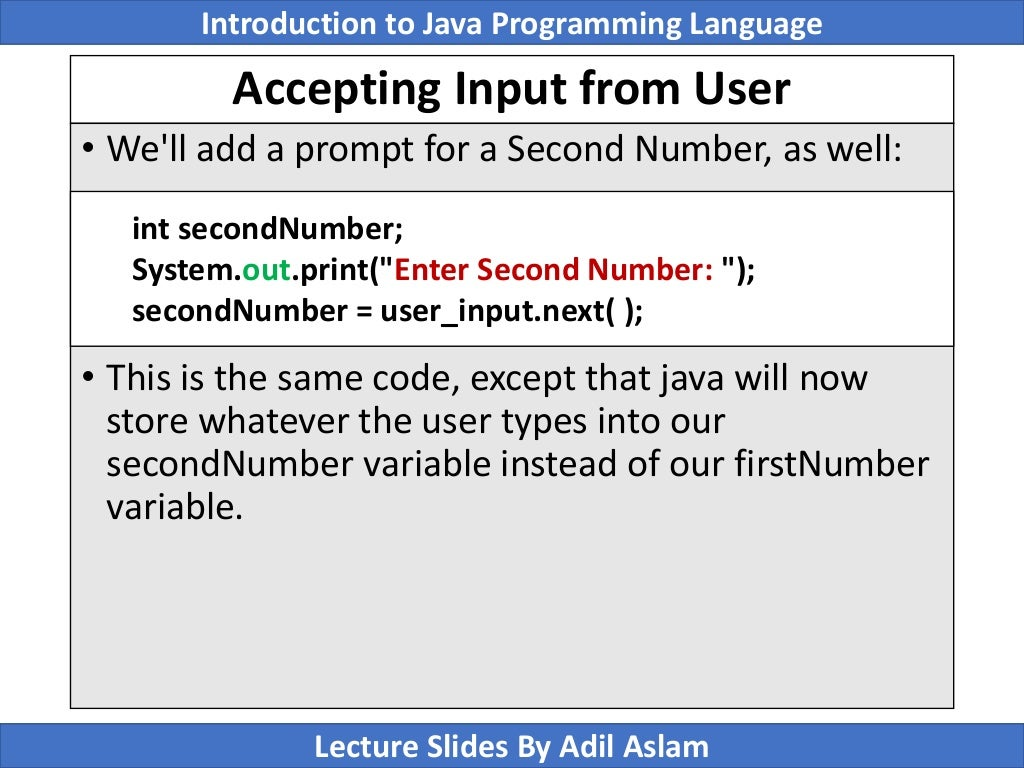 Introduction to Java Programming Language
Accepting Input from User
• We'll add a prompt for a Second Number, as well:
int secondNumber;
System.out.print("Enter Second Number: ");
secondNumber = user_input.next( );
• This is the same code, except that java will now
store whatever the user types into our
secondNumber variable instead of our firstNumber
variable.
Lecture Slides By Adil Aslam